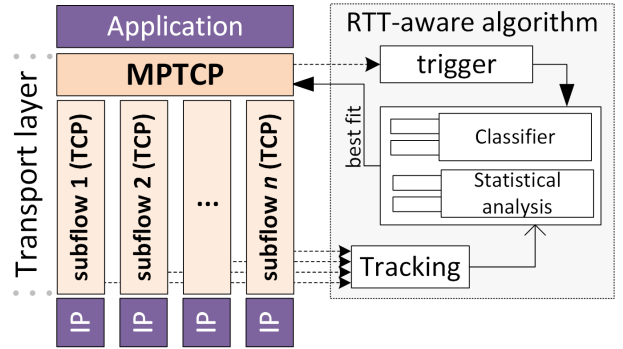 Application
MPTCP
Transport layer
subflow 1 (TCP)
subflow 2 (TCP)
...
subflow n (TCP)
IP
IP
IP
IP
RTT-aware algorithm
trigger
best fit
Classifier
Statistical
analysis
Tracking